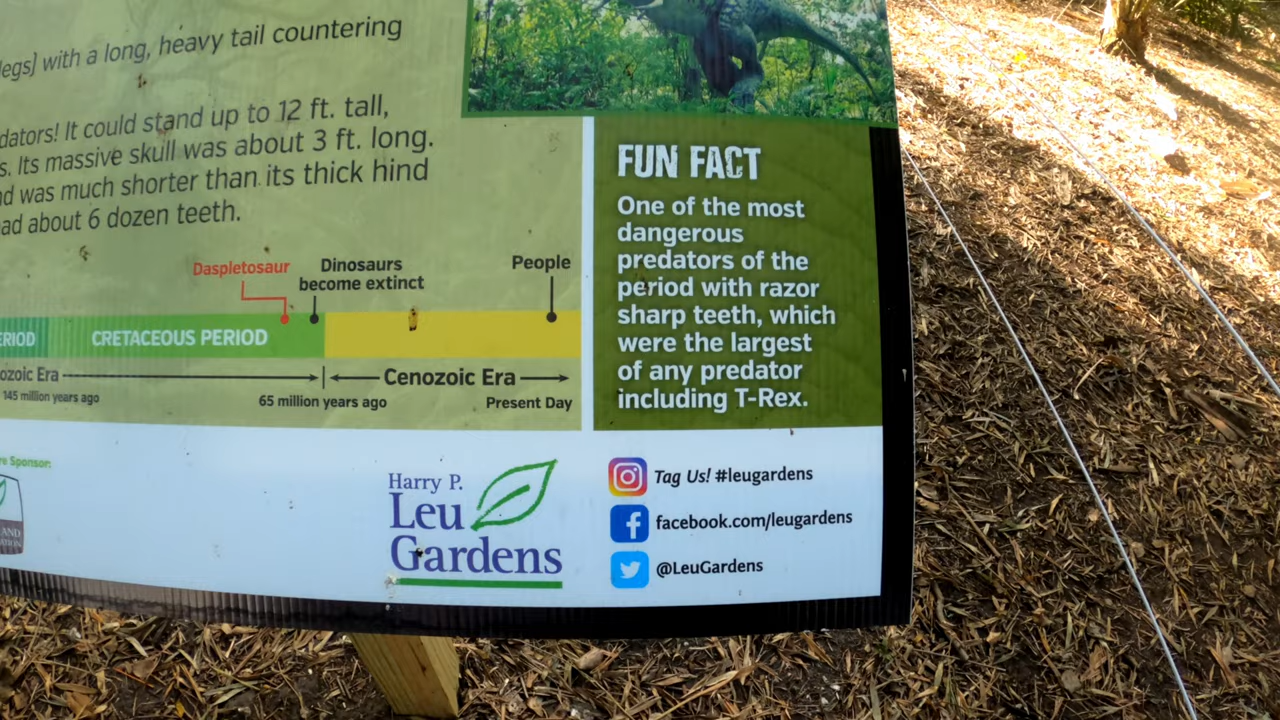 legs) with a long, heavy tail countering
dators! It could stand up to 12 ft. tall,
s. Its massive skull was about 3 ft. long.
nd was much shorter than its thick hind
ad about 6 dozen teeth.
Daspletosaur
Dinosaurs
become extinct
People
ERIOD
CRETACEOUS PERIOD
ozoic Era
Cenozoic Era
145 million years ago
65 million years ago
Present Day
FUN FACT
One of the most
dangerous
predators of the
period with razor
sharp teeth, which
were the largest
of any predator
including T-Rex.
re Sponsor:
AND
ATION
Harry P.
Leu
Gardens
Tag Us! #leugardens
facebook.com/leugardens
@LeuGardens